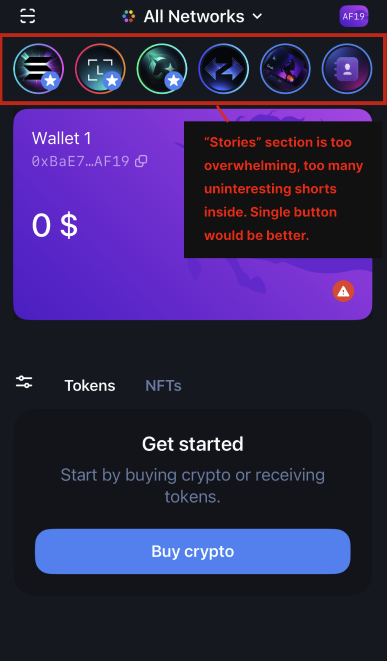 All Networks
AF19
Wallet 1
0xBaE7...AF19
0 $
“Stories” section is too
overwhelming, too many
uninteresting shorts
inside. Single button
would be better.
Tokens NFTs
Get started
Start by buying crypto or receiving
tokens.
Buy crypto